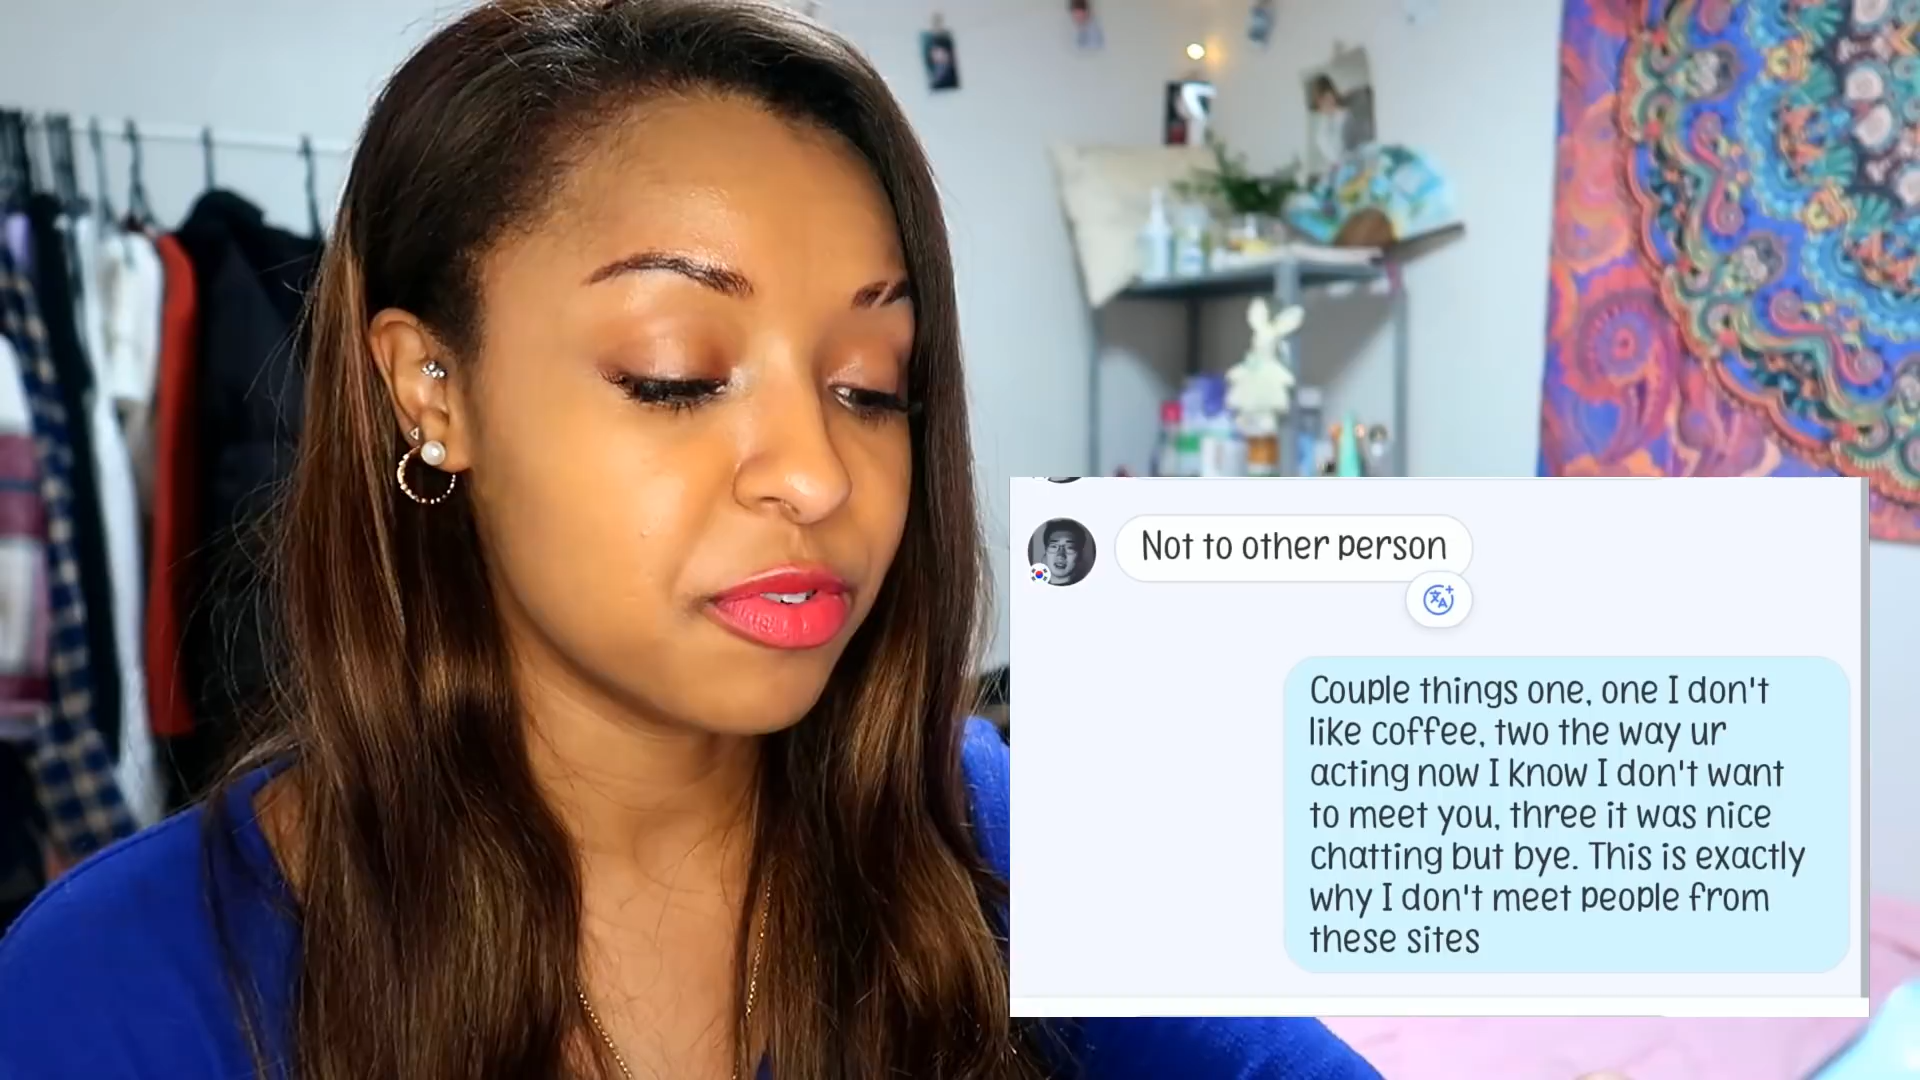 Not to other person
Couple things one, one I don't
like coffee, two the way ur
acting now I know I don't want
to meet you, three it was nice
chatting but bye. This is exactly
why I don't meet people from
these sites